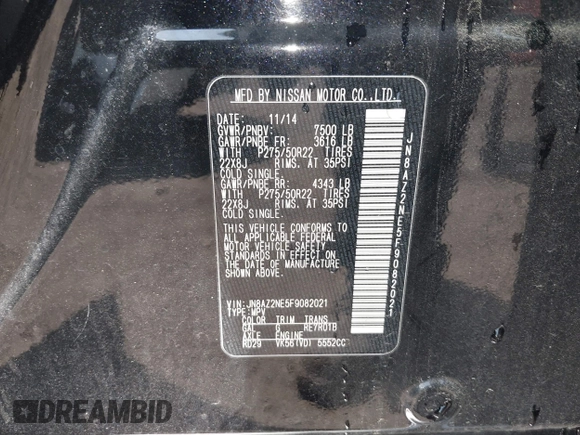 MFD BY NISSAN MOTOR CO.,LTD.
DATE: 11/14
GVWR/PNBV: 7500 LB
GAWR/PNBE FR: 3616 LB
WITH P275/50R22 TIRES
22X8J RIMS, AT 35PSI
COLD SINGLE.
GAWR/PNBE RR: 4343 LB
WITH P275/50R22 TIRES
22X8J RIMS, AT 35PSI
COLD SINGLE.
THIS VEHICLE CONFORMS TO
ALL APPLICABLE FEDERAL
MOTOR VEHICLE SAFETY
STANDARDS IN EFFECT ON
THE DATE OF MANUFACTURE
SHOWN ABOVE.
VIN: JN8AZ2NE5F9082021
TYPE: MPV
COLOR TRIM TRANS
GAL G RE7R01B
AXLE ENGINE
RD29 VK56(VD) 5552CC
JN8AZ2NE5F9082021
DREAMBID